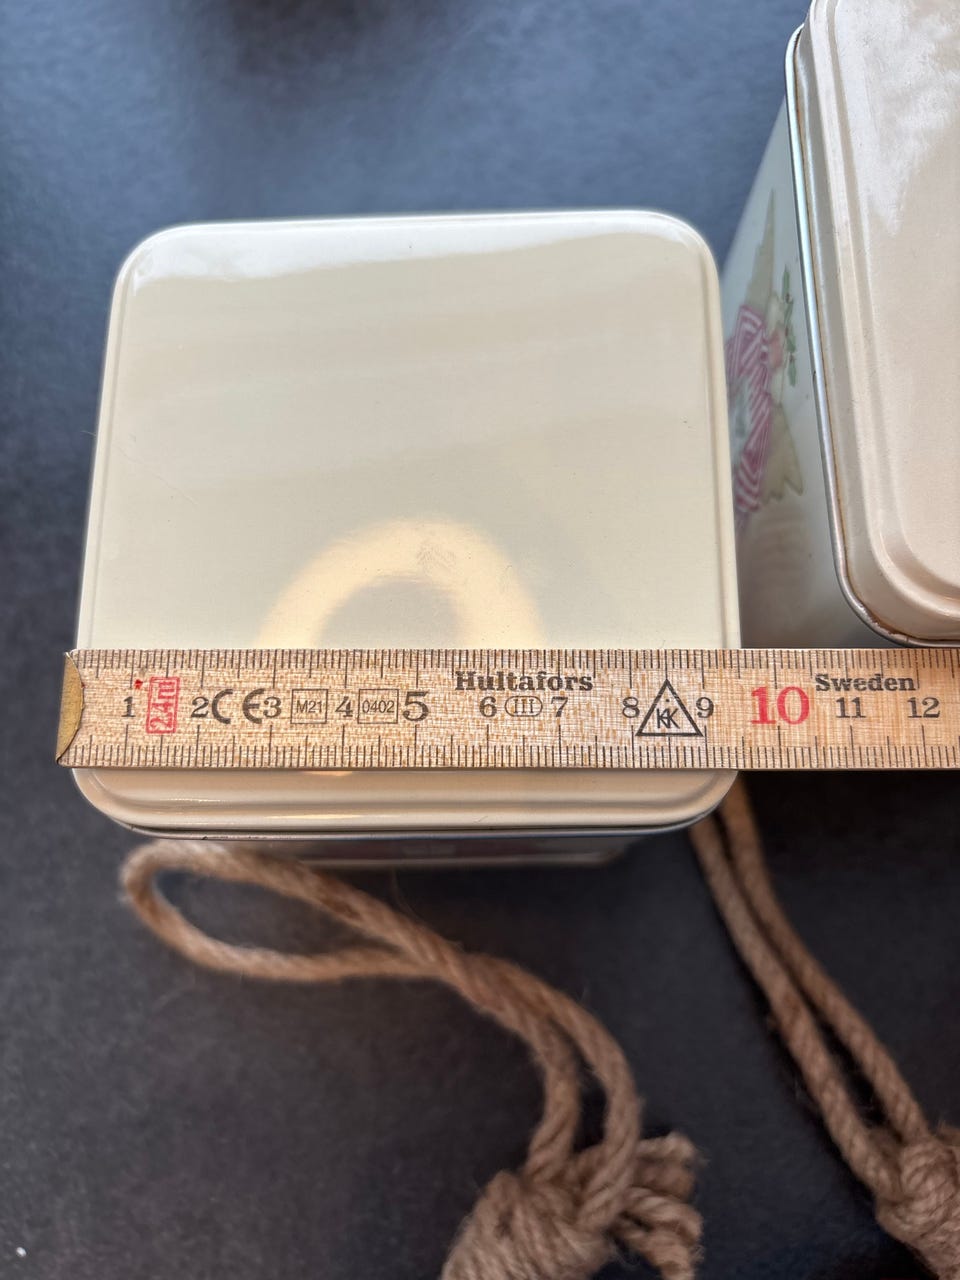 Hultafors Sweden
1 2,4m 2 CE 3 M21 4 0402 5 6 III 7 8 K 9 10 11 12